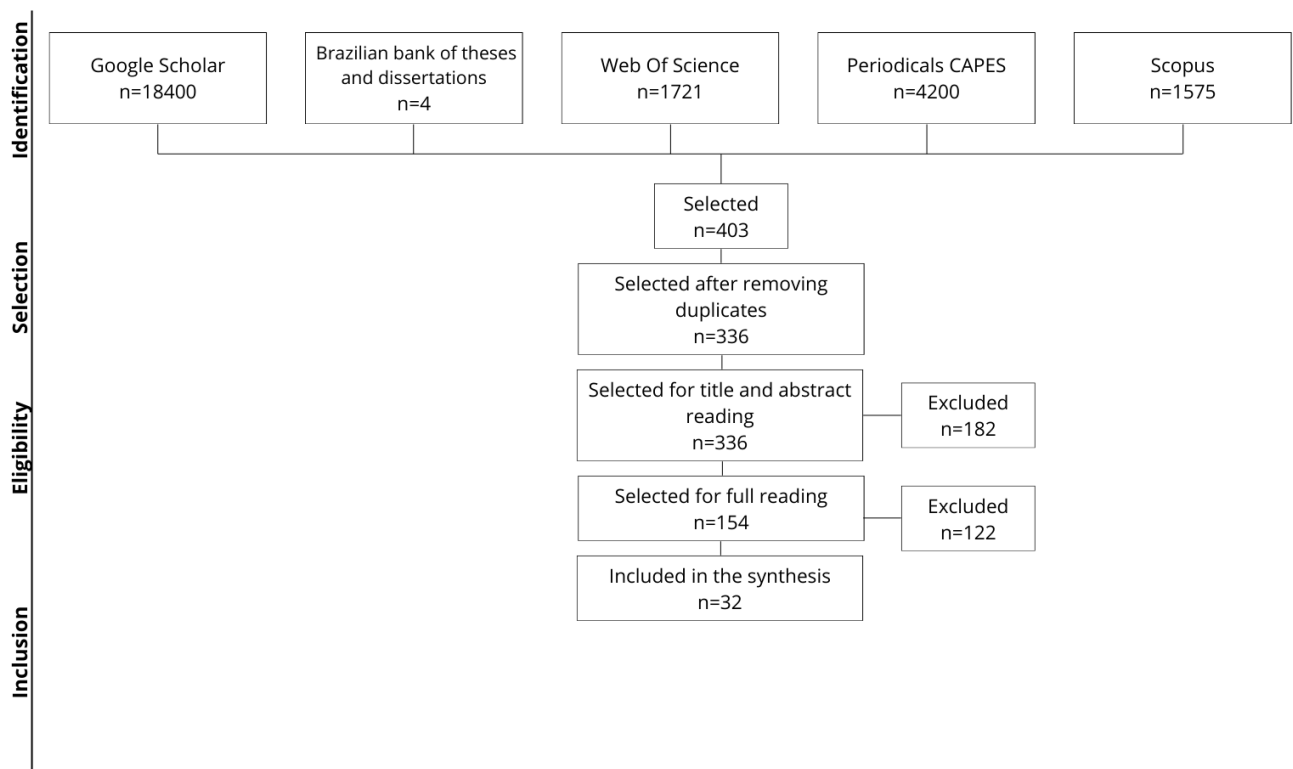 Identification
Google Scholar
n=18400
Brazilian bank of theses
and dissertations
n=4
Web Of Science
n=1721
Periodicals CAPES
n=4200
Scopus
n=1575
Selection
Selected
n=403
Selected after removing
duplicates
n=336
Eligibility
Selected for title and abstract
reading
n=336
Excluded
n=182
Selected for full reading
n=154
Excluded
n=122
Inclusion
Included in the synthesis
n=32